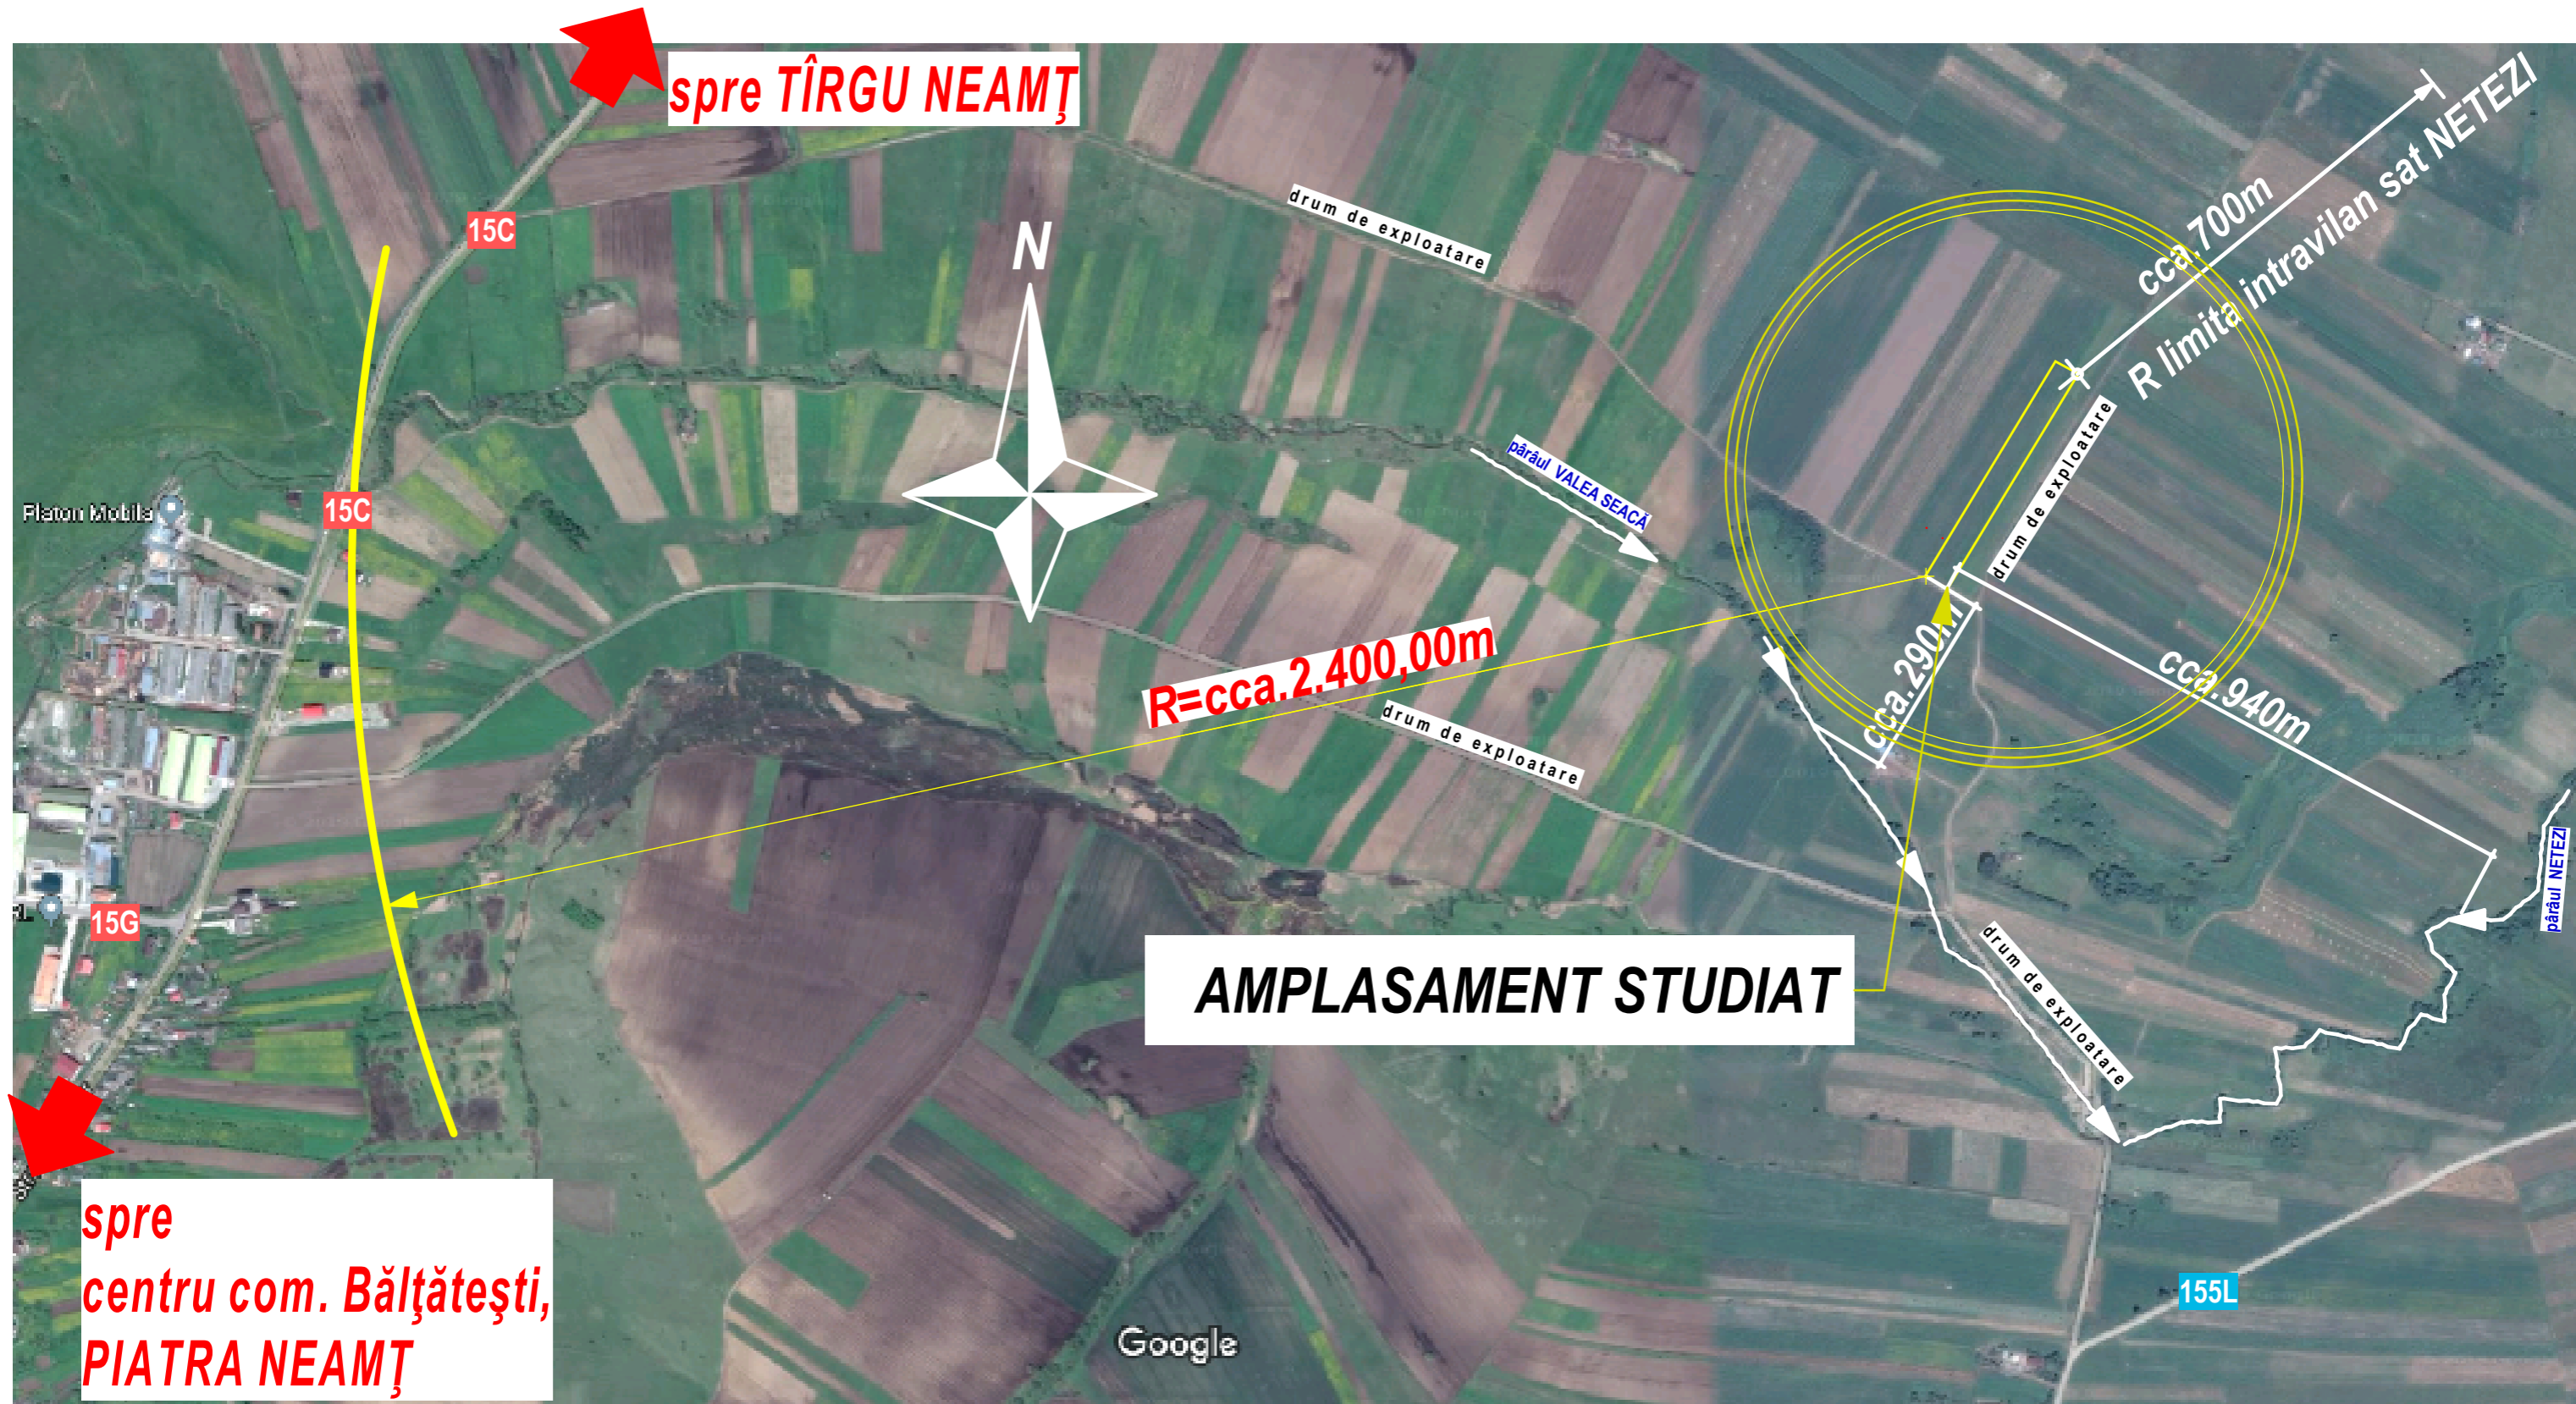 spre TÎRGU NEAMŢ
15C
N
drum de exploatare
cca.700m
R limita intravilan sat NETEZI
pârâul VALEA SEACĂ
drum de exploatare
Platon Mobila
15C
R=cca.2.400,00m
drum de exploatare
cca.290m
cca.940m
pârâul NETEZI
15G
AMPLASAMENT STUDIAT
drum de exploatare
spre
centru com. Bălţăteşti,
PIATRA NEAMŢ
155L
Google